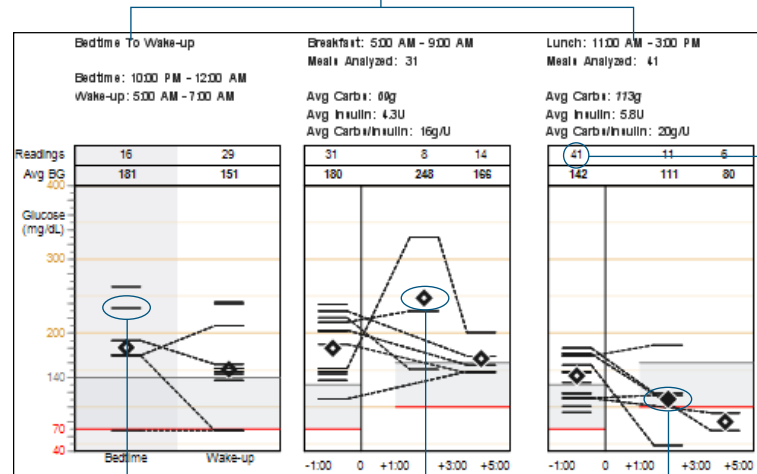 Bedtime To Wake-up
Bedtime: 10:00 PM - 12:00 AM
Wake-up: 5:00 AM - 7:00 AM
Breakfast: 5:00 AM - 9:00 AM
Meals Analyzed: 31
Avg Carbs: 69g
Avg Insulin: 4.3U
Avg Carbs/Insulin: 16g/U
Lunch: 11:00 AM - 3:00 PM
Meals Analyzed: 41
Avg Carbs: 113g
Avg Insulin: 5.8U
Avg Carbs/Insulin: 20g/U
Readings 16 29 31 8 14 41 11 6
Avg BG 181 151 180 248 166 142 111 80
400
Glucose
(mg/dL)
300
200
140
70
40
Bedtime Wake-up
-1:00 0 +1:00 +3:00 +5:00
-1:00 0 +1:00 +3:00 +5:00